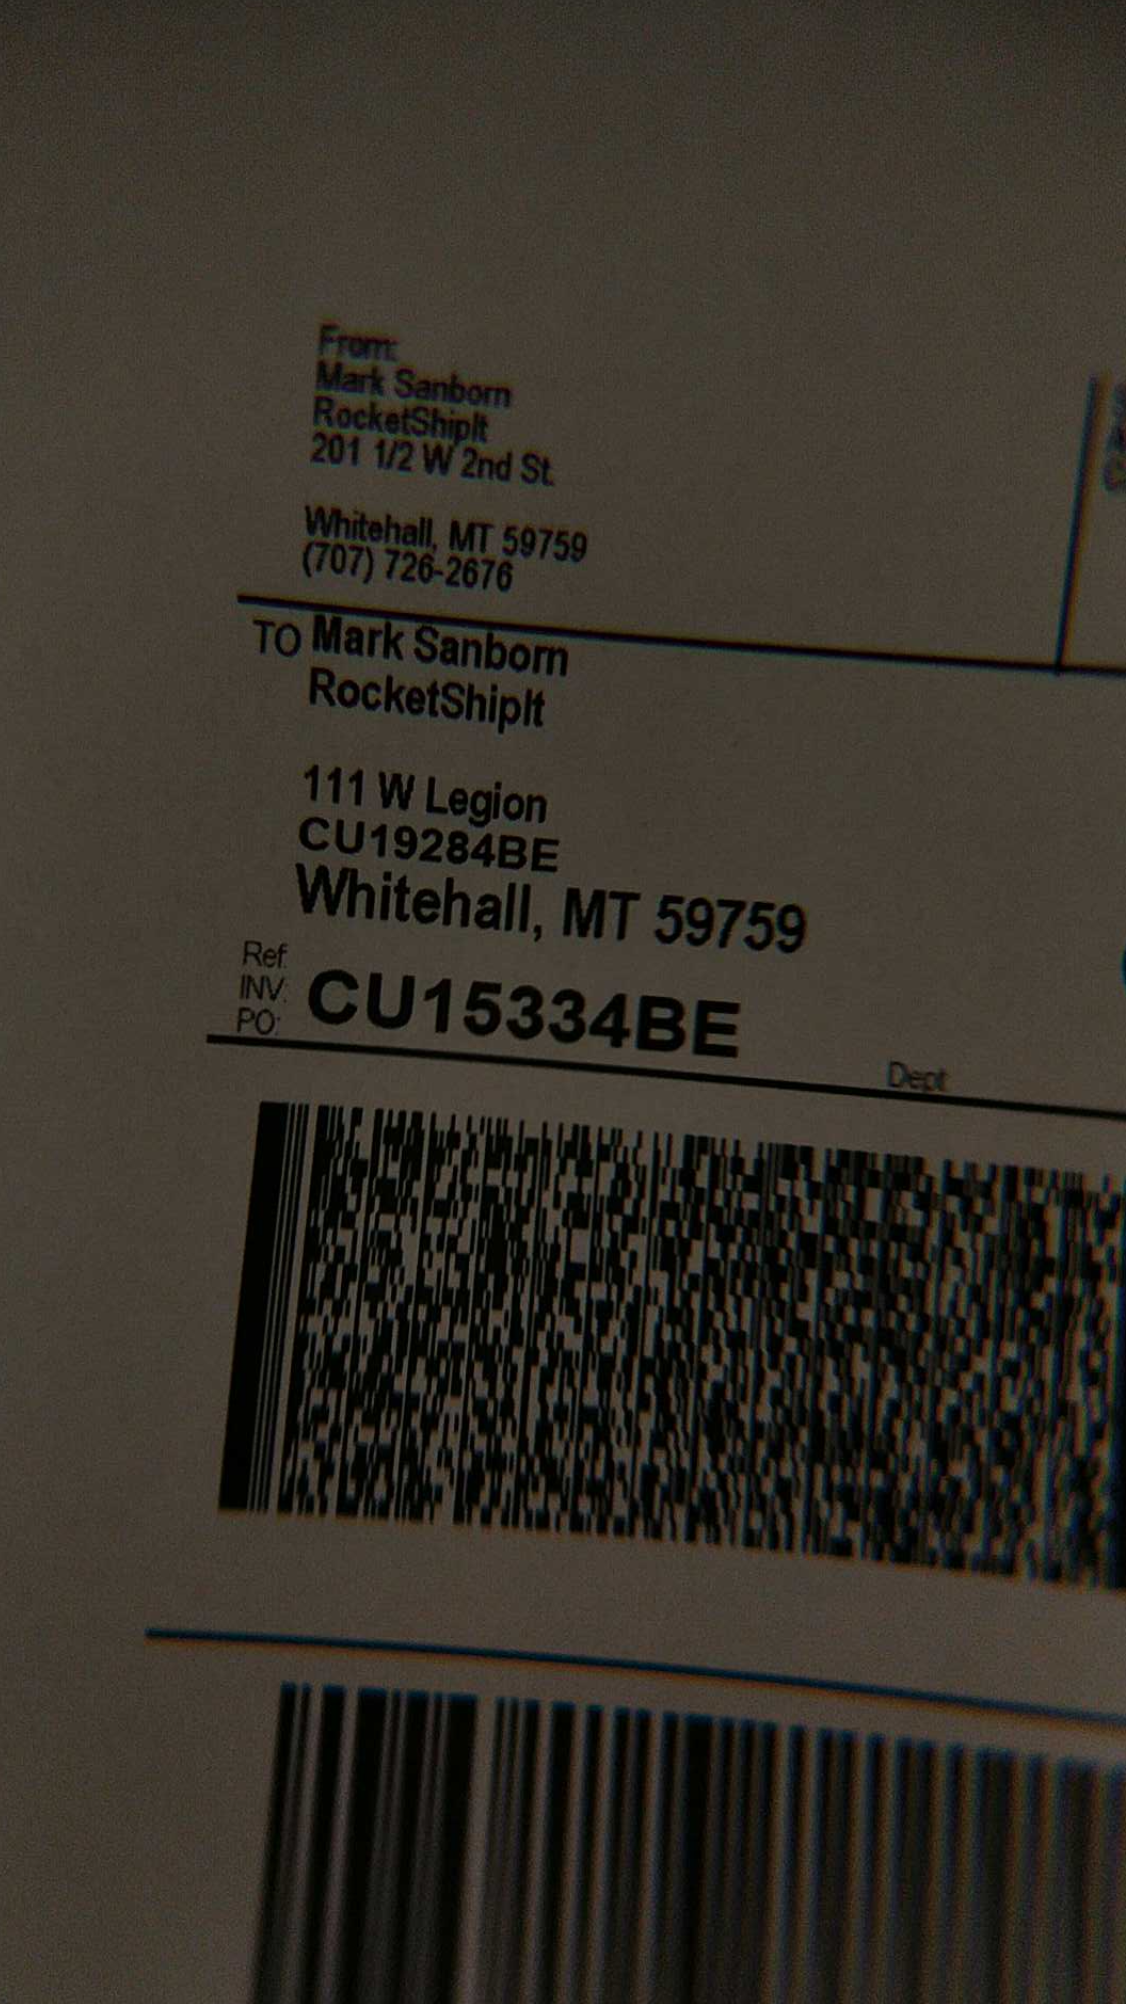 From:
Mark Sanborn
RocketShipIt
201 1/2 W 2nd St.
Whitehall, MT 59759
(707) 726-2676
TO Mark Sanborn
RocketShipIt
111 W Legion
CU19284BE
Whitehall, MT 59759
Ref:
INV:
PO:
CU15334BE
Dept